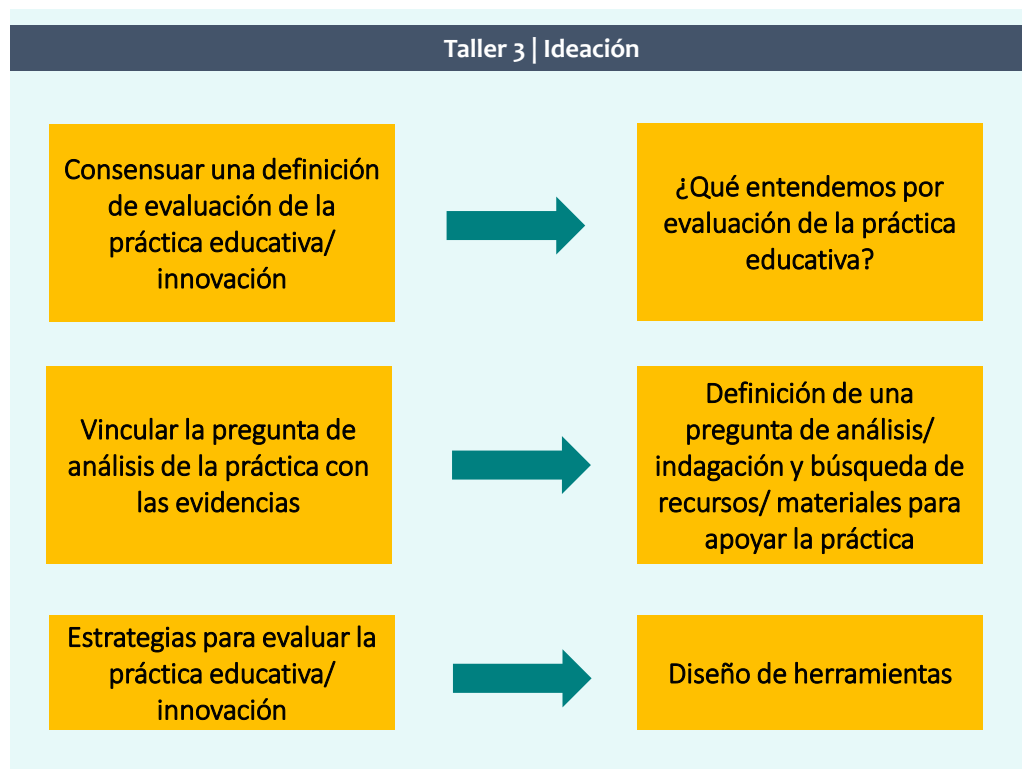 Taller 3 | Ideación
Consensuar una definición
de evaluación de la
práctica educativa/
innovación
¿Qué entendemos por
evaluación de la práctica
educativa?
Vincular la pregunta de
análisis de la práctica con
las evidencias
Definición de una
pregunta de análisis/
indagación y búsqueda de
recursos/ materiales para
apoyar la práctica
Estrategias para evaluar la
práctica educativa/
innovación
Diseño de herramientas